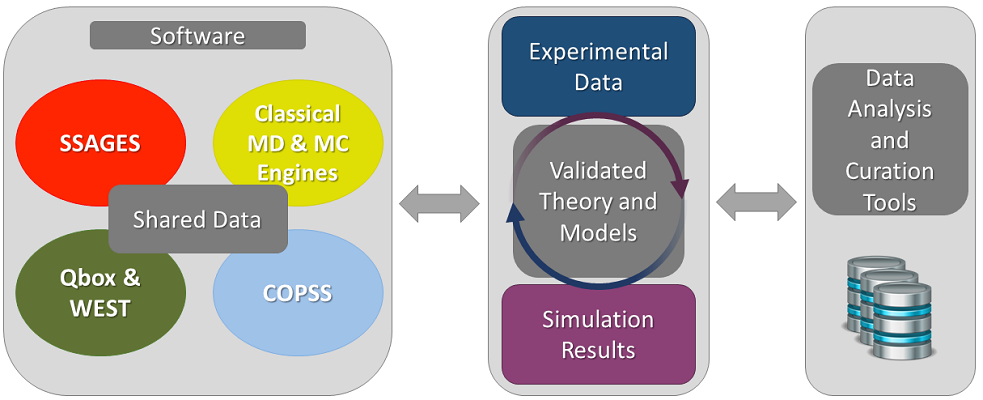 Software
SSAGES
Classical
MD & MC
Engines
Shared Data
Qbox &
WEST
COPSS
Experimental
Data
Validated
Theory and
Models
Simulation
Results
Data
Analysis
and
Curation
Tools